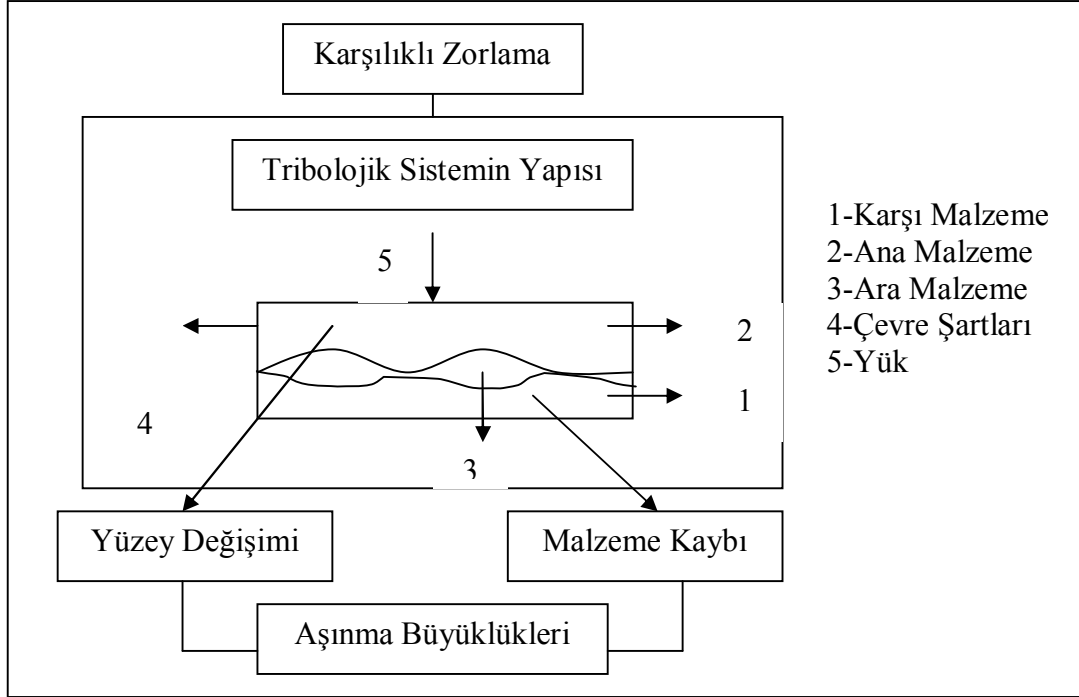 Karşılıklı Zorlama
Tribolojik Sistemin Yapısı
5
2
1
4
3
1-Karşı Malzeme
2-Ana Malzeme
3-Ara Malzeme
4-Çevre Şartları
5-Yük
Yüzey Değişimi
Malzeme Kaybı
Aşınma Büyüklükleri